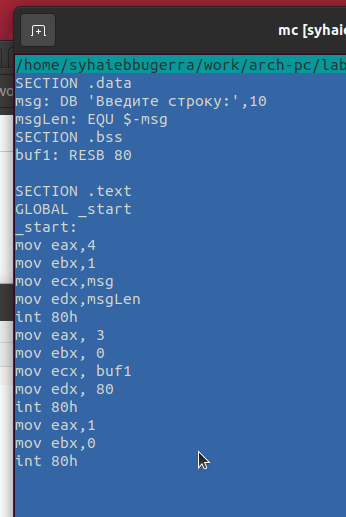 mc [syhaie
/home/syhaiebbugerra/work/arch-pc/lab
SECTION .data
msg: DB 'Введите строку:',10
msgLen: EQU $-msg
SECTION .bss
buf1: RESB 80
SECTION .text
GLOBAL _start
_start:
mov eax,4
mov ebx,1
mov ecx,msg
mov edx,msgLen
int 80h
mov eax, 3
mov ebx, 0
mov ecx, buf1
mov edx, 80
int 80h
mov eax,1
mov ebx,0
int 80h